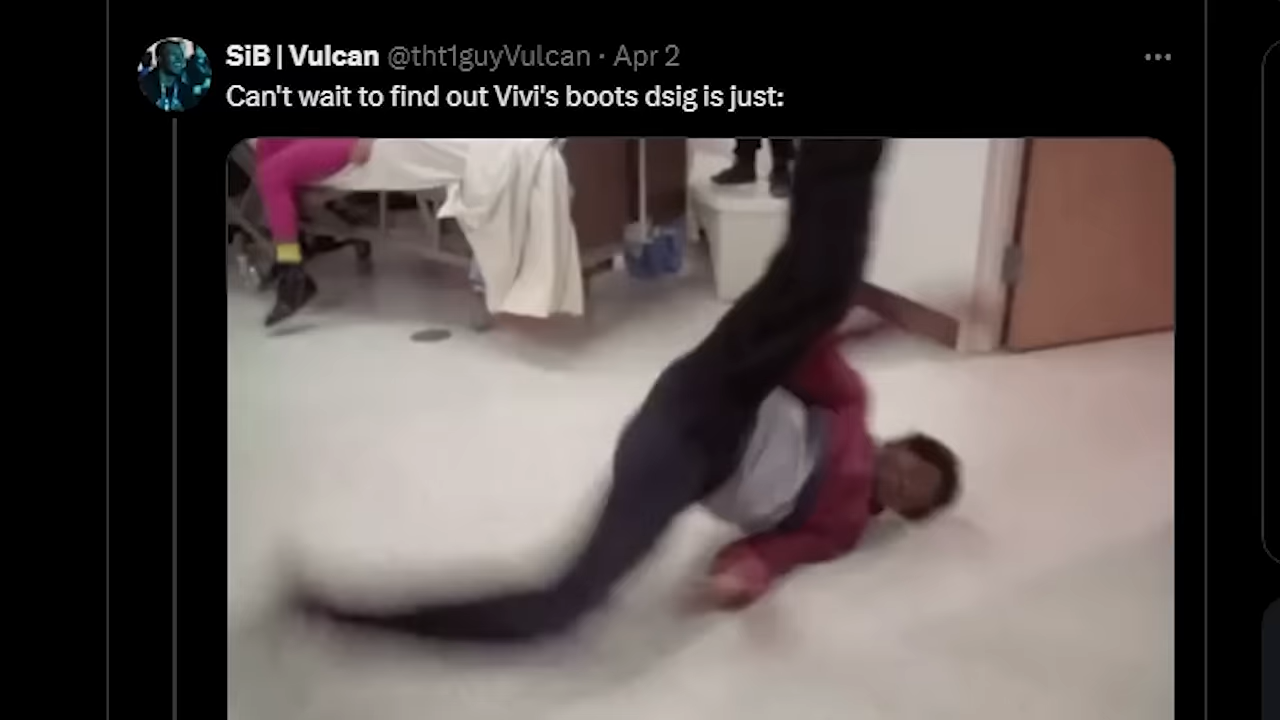 SiB | Vulcan @tht1guyVulcan · Apr 2
Can't wait to find out Vivi's boots dsig is just: